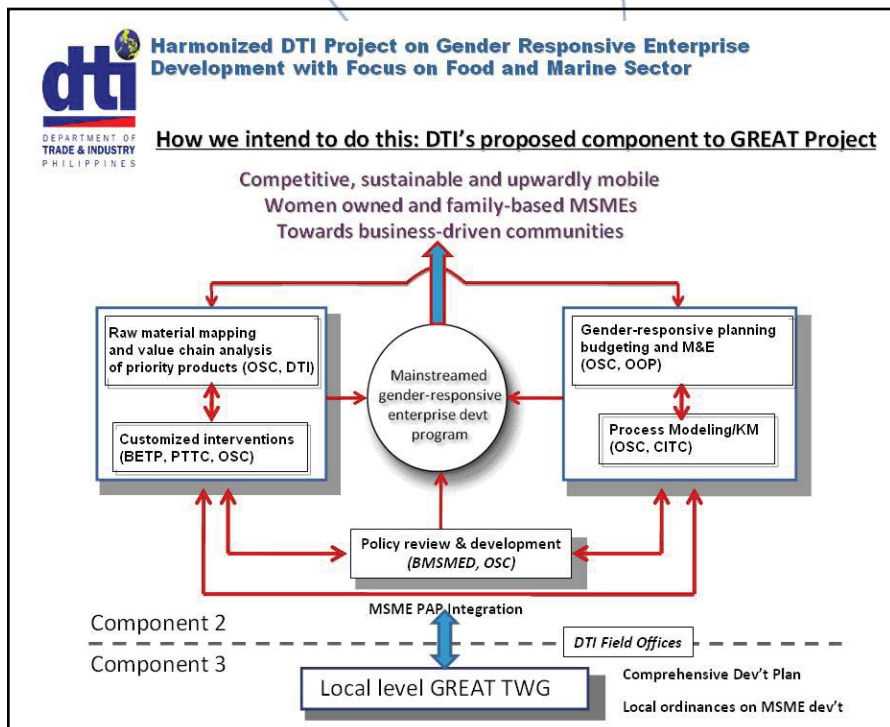 dti
DEPARTMENT OF
TRADE & INDUSTRY
PHILIPPINES
Harmonized DTI Project on Gender Responsive Enterprise
Development with Focus on Food and Marine Sector
How we intend to do this: DTI's proposed component to GREAT Project
Competitive, sustainable and upwardly mobile
Women owned and family-based MSMEs
Towards business-driven communities
Raw material mapping
and value chain analysis
of priority products (OSC, DTI)
Customized interventions
(BETP, PTTC, OSC)
Mainstreamed
gender-responsive
enterprise devt
program
Gender-responsive planning
budgeting and M&E
(OSC, OOP)
Process Modeling/KM
(OSC, CITC)
Policy review & development
(BMSMED, OSC)
MSME PAP Integration
Component 2
DTI Field Offices
Component 3
Local level GREAT TWG
Comprehensive Dev't Plan
Local ordinances on MSME dev't